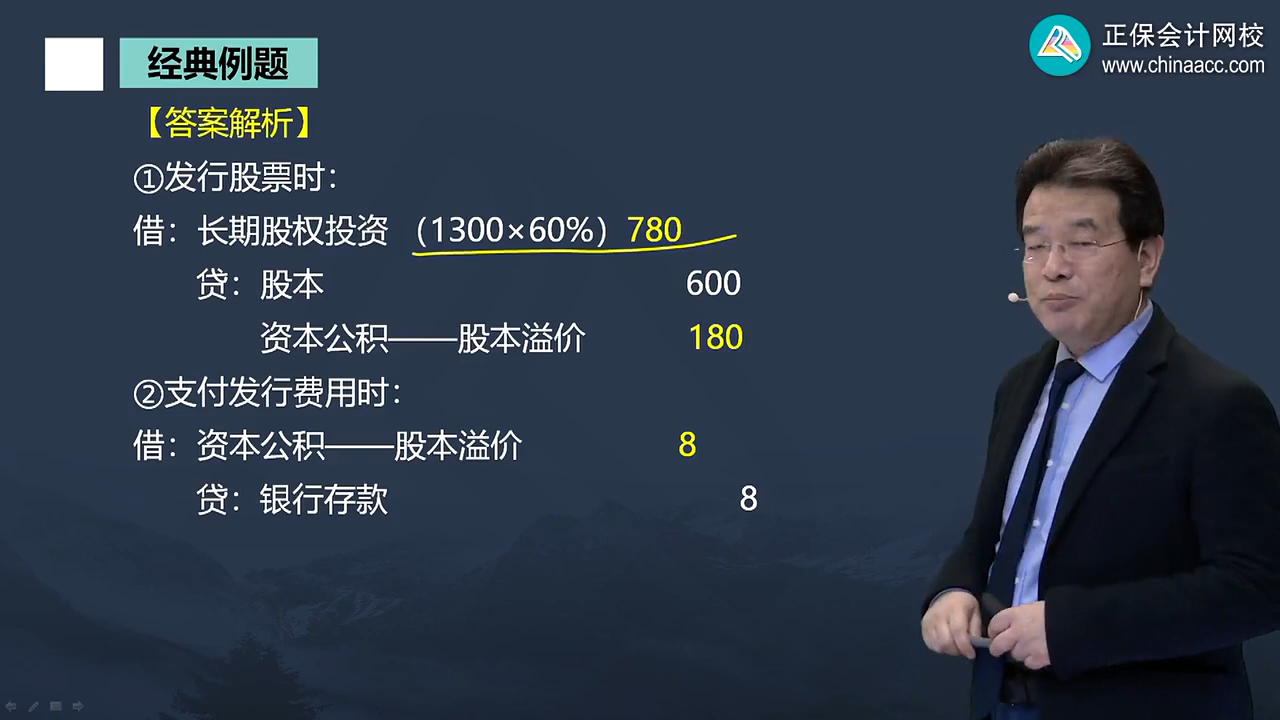 经典例题
正保会计网校
www.chinaacc.com
【答案解析】
①发行股票时：
借：长期股权投资 （1300×60%）780
贷：股本 600
资本公积——股本溢价 180
②支付发行费用时：
借：资本公积——股本溢价 8
贷：银行存款 8